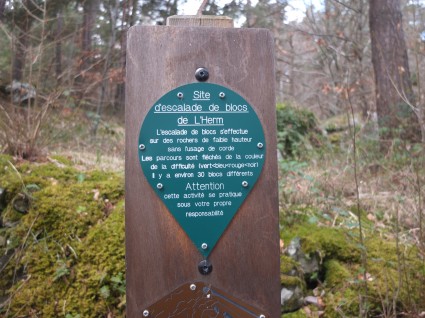 Site
d'escalade de blocs
de L'Herm
L'escalade de blocs s'effectue
sur des rochers de faible hauteur
sans l'usage de corde
Les parcours sont fléchés de la couleur
de la difficulté (vert<bleu<rouge<noir)
Il y a environ 30 blocs différents
Attention
cette activité se pratique
sous votre propre
responsabilité